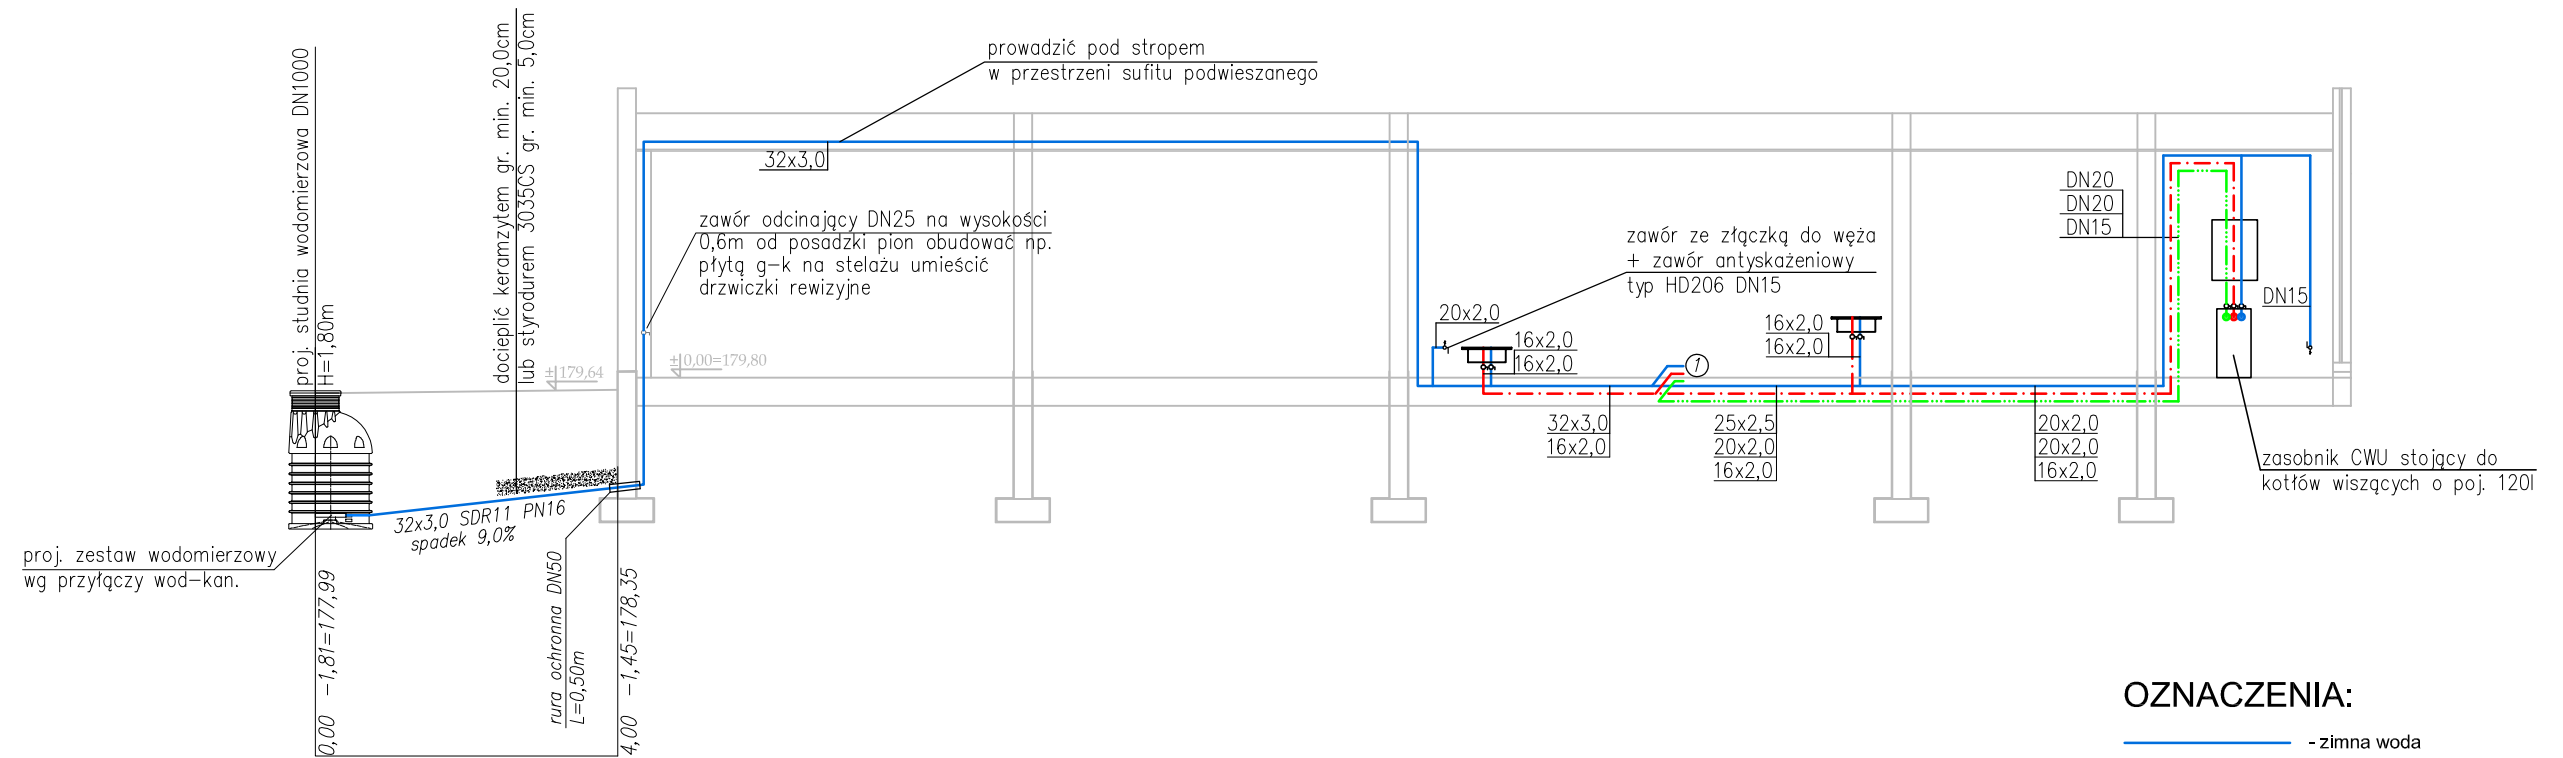 proj. studnia wodomierzowa DN1000
H=1,80m
docieplić keramzytem gr. min. 20,0cm
lub styrodurem 3035CS gr. min. 5,0cm
prowadzić pod stropem
w przestrzeni sufitu podwieszanego
32x3,0
zawór odcinający DN25 na wysokości
0,6m od posadzki pion obudować np.
płytą g-k na stelażu umieścić
drzwiczki rewizyjne
±179,64
±0,00=179,80
zawór ze złączką do węża
+ zawór antyskażeniowy
typ HD206 DN15
20x2,0
16x2,0
16x2,0
16x2,0
16x2,0
1
DN20
DN20
DN15
DN15
32x3,0
16x2,0
25x2,5
20x2,0
16x2,0
20x2,0
20x2,0
16x2,0
zasobnik CWU stojący do
kotłów wiszących o poj. 120l
32x3,0 SDR11 PN16
spadek 9,0%
proj. zestaw wodomierzowy
wg przyłączy wod-kan.
rura ochronna DN50
L=0,50m
0,00 -1,81=177,99
4,00 -1,45=178,35
OZNACZENIA:
- zimna woda